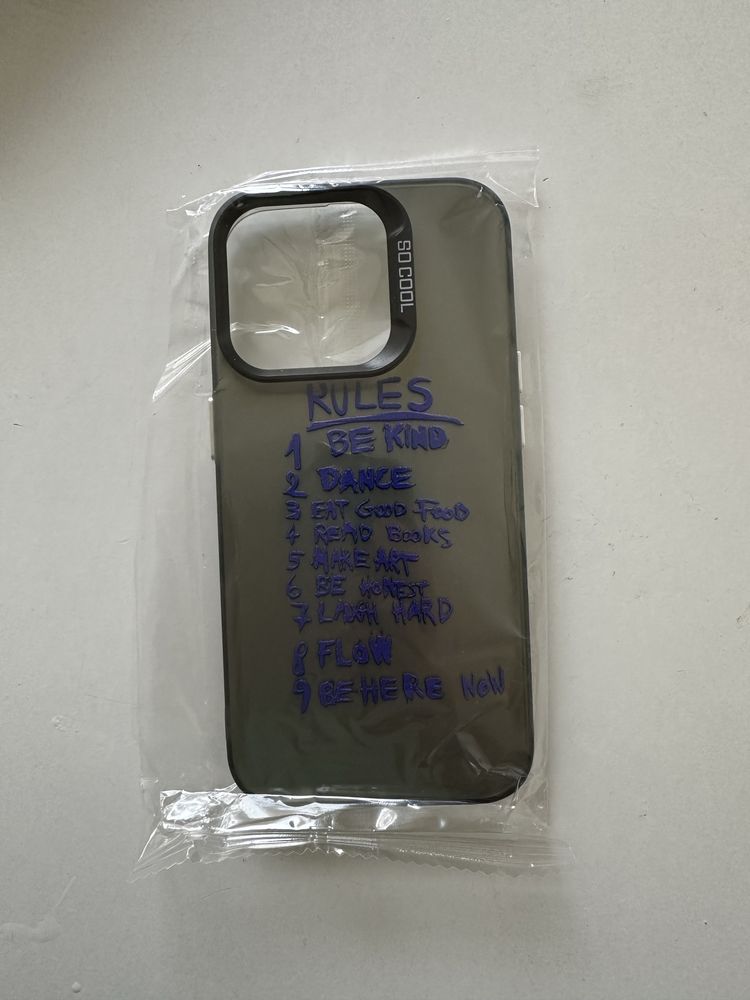 SO COOL
RULES
1 BE KIND
2 DANCE
3 EAT GOOD FOOD
4 READ BOOKS
5 MAKE ART
6 BE HONEST
7 LAUGH HARD
8 FLOW
9 BE HERE NOW